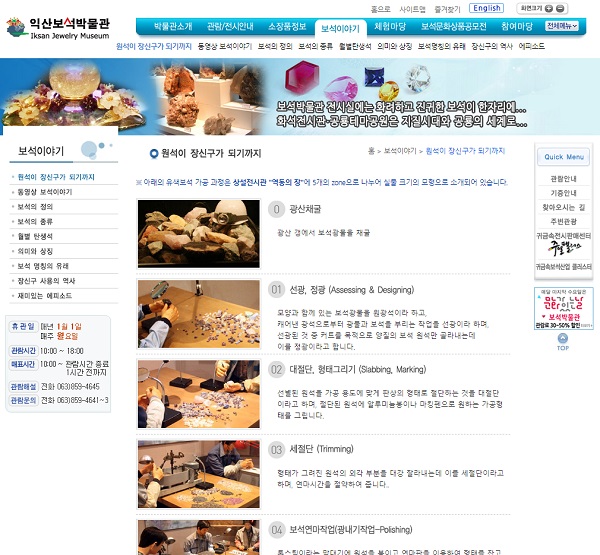 홈으로 사이트맵 즐겨찾기 English 화면크기
익산보석박물관
Iksan Jewelry Museum
박물관소개 관람/전시안내 소장품정보 보석이야기 체험마당 보석문화상품공모전 참여마당 전체메뉴
원석이 장신구가 되기까지 동영상 보석이야기 보석의 정의 보석의 종류 월별탄생석 의미와 상징 보석명칭의 유래 장신구의 역사 에피소드
보석박물관 전시실에는 화려하고 진귀한 보석이 한자리에...
화석전시관·공룡테마공원은 지질시대와 공룡의 세계로...
보석이야기
원석이 장신구가 되기까지
동영상 보석이야기
보석의 정의
보석의 종류
월별 탄생석
의미와 상징
보석 명칭의 유래
장신구 사용의 역사
재미있는 에피소드
휴 관 일 매년 1월 1일
매주 월요일
관람시간 10:00 ~ 18:00
매표시간 10:00 ~ 관람시간 종료
1시간 전까지
관람해설 전화 (063)859-4645
관람문의 전화 (063)859-4641~3
원석이 장신구가 되기까지
홈 > 보석이야기 > 원석이 장신구가 되기까지
※ 아래의 유색보석 가공 과정은 상설전시관 "역동의 장"에 5개의 zone으로 나누어 실물 크기의 모형으로 소개되어 있습니다.
0 광산채굴
광산 갱에서 보석광물을 채굴
01 선광, 정광 (Assessing & Designing)
모암과 함께 있는 보석광물을 원광석이라 하고,
캐어낸 광석으로부터 광물과 보석을 부리는 작업을 선광이라 하며,
선광된 것 중 커트를 목적으로 양질의 보석 원석만 골라내는데
이를 정광이라고 합니다.
02 대절단, 형태그리기 (Slabbing, Marking)
선별된 원석을 가공 용도에 맞게 판상의 형태로 절단하는 것을 대절단
이라고 하며, 절단된 원석에 알루미늄봉이나 마킹펜으로 원하는 가공형
태를 그립니다.
03 세절단 (Trimming)
형태가 그려진 원석의 외각 부분을 대강 잘라내는데 이를 세절단이라고
하며, 연마시간을 절약하여 줍니다..
04 보석연마작업(광내기작업-Polishing)
Quick Menu
관람안내
기증안내
찾아오시는 길
주변관광
귀금속전시판매센터
주얼팰리스
귀금속보석산업 클러스터
매달 마지막 수요일은
문화가 있는 날
보석박물관
관람료 30~50% 할인
TOP